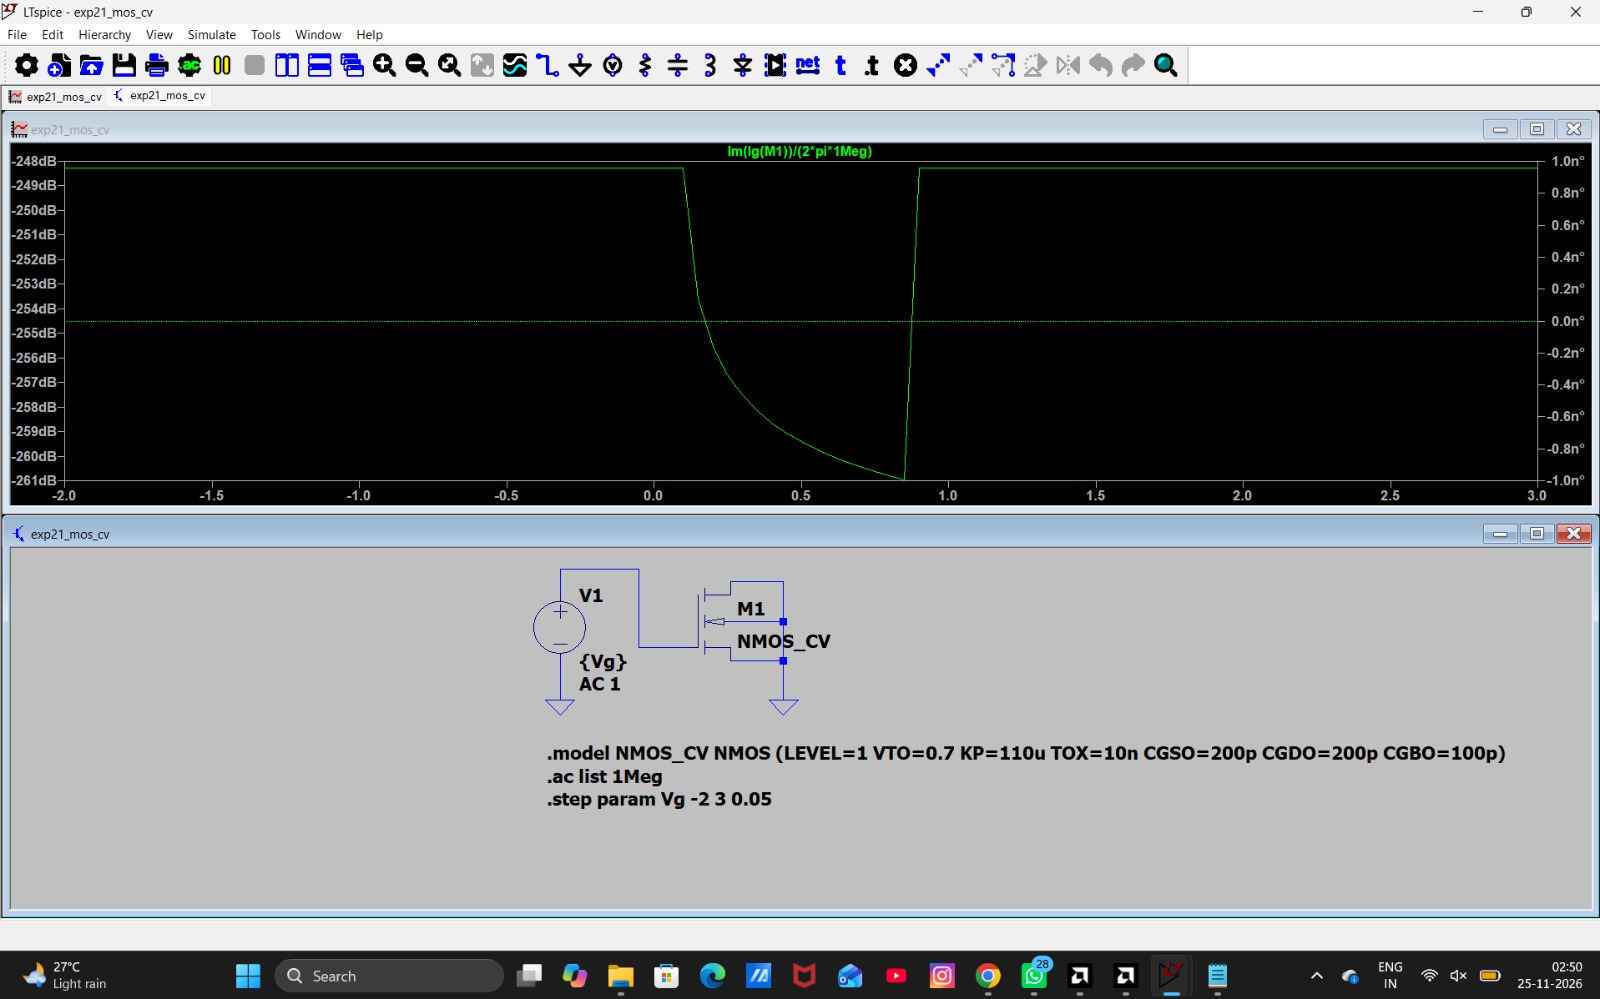 LTspice - exp21_mos_cv
File Edit Hierarchy View Simulate Tools Window Help
ac net t .t
exp21_mos_cv exp21_mos_cv
exp21_mos_cv
Im(Ig(M1))/(2*pi*1Meg)
-248dB 1.0n°
-249dB 0.8n°
-250dB 0.6n°
-251dB 0.4n°
-252dB 0.2n°
-253dB 0.0n°
-254dB -0.2n°
-255dB -0.4n°
-256dB -0.6n°
-257dB -0.8n°
-258dB -1.0n°
-259dB
-260dB
-261dB
-2.0 -1.5 -1.0 -0.5 0.0 0.5 1.0 1.5 2.0 2.5 3.0
exp21_mos_cv
V1
M1
NMOS_CV
{Vg}
AC 1
.model NMOS_CV NMOS (LEVEL=1 VTO=0.7 KP=110u TOX=10n CGSO=200p CGDO=200p CGBO=100p)
.ac list 1Meg
.step param Vg -2 3 0.05
27°C
Light rain
Search
28
ENG
IN
02:50
25-11-2026